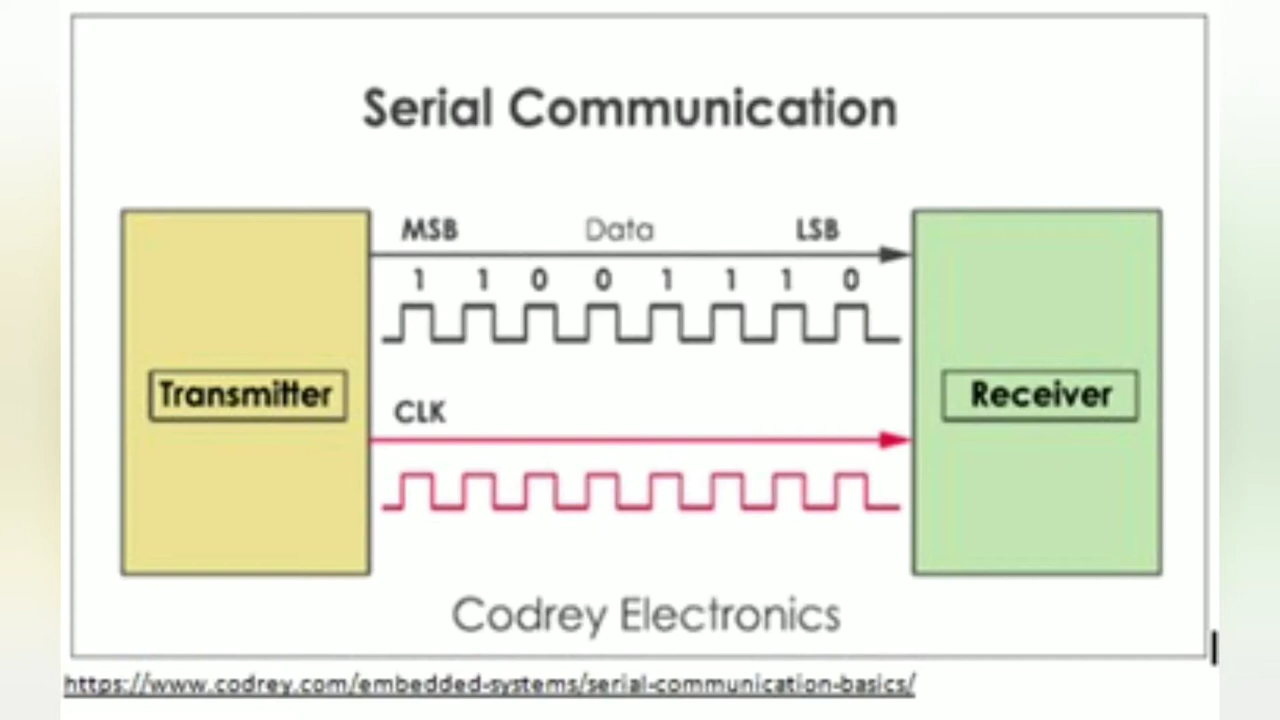 Serial Communication
MSB Data LSB
1 1 0 0 1 1 1 0
Transmitter
CLK
Receiver
Codrey Electronics
https://www.codrey.com/embedded-systems/serial-communication-basics/